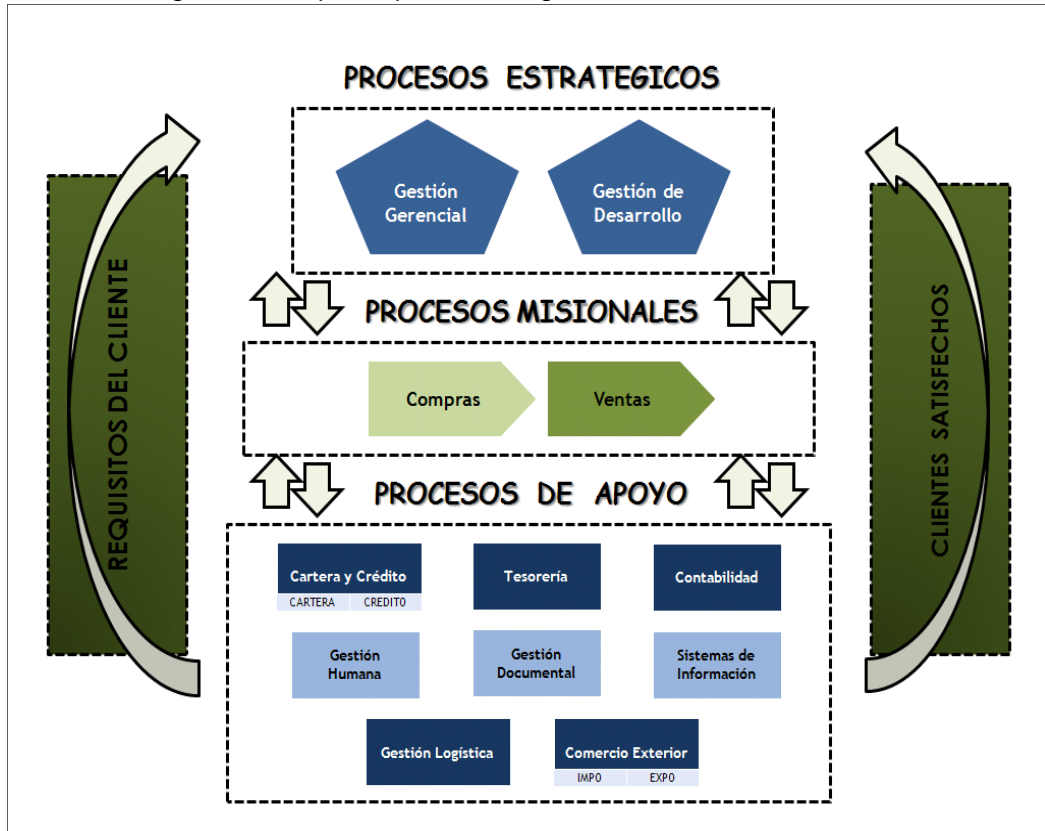 PROCESOS ESTRATEGICOS
Gestión
Gerencial
Gestión de
Desarrollo
REQUISITOS DEL CLIENTE
CLIENTES SATISFECHOS
PROCESOS MISIONALES
Compras
Ventas
PROCESOS DE APOYO
Cartera y Crédito
CARTERA CREDITO
Tesorería
Contabilidad
Gestión
Humana
Gestión
Documental
Sistemas de
Información
Gestión Logística
Comercio Exterior
IMPO EXPO